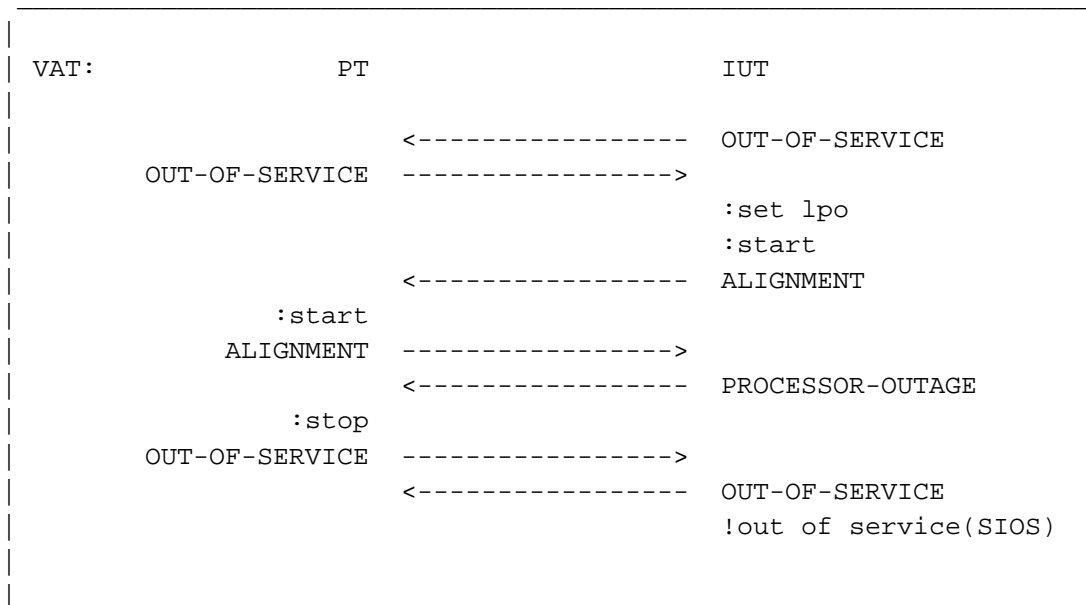 VAT: PT IUT
<----------------- OUT-OF-SERVICE
OUT-OF-SERVICE ----------------->
:set lpo
:start
<----------------- ALIGNMENT
:start
ALIGNMENT ----------------->
<----------------- PROCESSOR-OUTAGE
:stop
OUT-OF-SERVICE ----------------->
<----------------- OUT-OF-SERVICE
!out of service(SIOS)